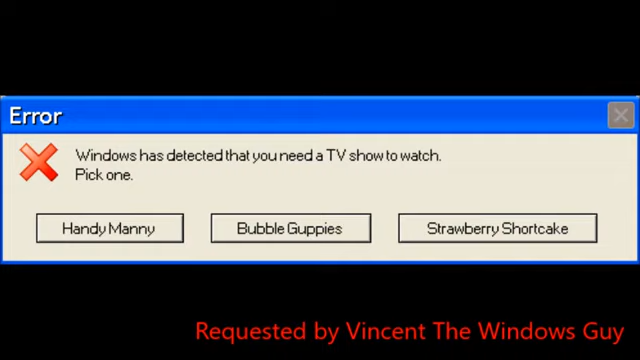 Error
Windows has detected that you need a TV show to watch.
Pick one.
Handy Manny
Bubble Guppies
Strawberry Shortcake
Requested by Vincent The Windows Guy